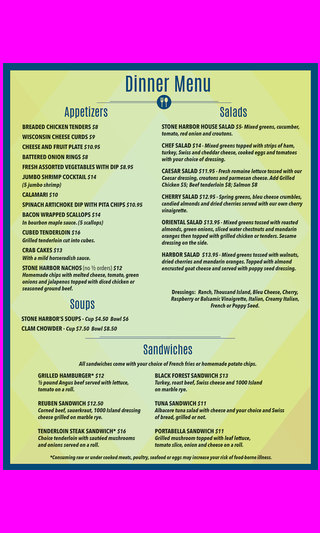 Dinner Menu
Appetizers
BREADED CHICKEN TENDERS $8
WISCONSIN CHEESE CURDS $9
CHEESE AND FRUIT PLATE $10.95
BATTERED ONION RINGS $8
FRESH ASSORTED VEGETABLES WITH DIP $8.95
JUMBO SHRIMP COCKTAIL $14
(5 jumbo shrimp)
CALAMARI $10
SPINACH ARTICHOKE DIP WITH PITA CHIPS $10.95
BACON WRAPPED SCALLOPS $14
In bourbon maple sauce. (5 scallops)
CUBED TENDERLOIN $16
Grilled tenderloin cut into cubes.
CRAB CAKES $13
With a mild horseradish sauce.
STONE HARBOR NACHOS (no ½ orders) $12
Homemade chips with melted cheese, tomato, green
onions and jalapenos topped with diced chicken or
seasoned ground beef.
Soups
STONE HARBOR'S SOUPS - Cup $4.50 Bowl $6
CLAM CHOWDER - Cup $7.50 Bowl $8.50
Salads
STONE HARBOR HOUSE SALAD $5- Mixed greens, cucumber,
tomato, red onion and croutons.
CHEF SALAD $14 - Mixed greens topped with strips of ham,
turkey, Swiss and cheddar cheese, cooked eggs and tomatoes
with your choice of dressing.
CAESAR SALAD $11.95 - Fresh romaine lettuce tossed with our
Caesar dressing, croutons and parmesan cheese. Add Grilled
Chicken $5; Beef tenderloin $8; Salmon $8
CHERRY SALAD $12.95 - Spring greens, blue cheese crumbles,
candied almonds and dried cherries served with our own cherry
vinaigrette.
ORIENTAL SALAD $13.95 - Mixed greens tossed with roasted
almonds, green onions, sliced water chestnuts and mandarin
oranges then topped with grilled chicken or tenders. Sesame
dressing on the side.
HARBOR SALAD $13.95 - Mixed greens tossed with walnuts,
dried cherries and mandarin oranges. Topped with almond
encrusted goat cheese and served with poppy seed dressing.
Dressings: Ranch, Thousand Island, Bleu Cheese, Cherry,
Raspberry or Balsamic Vinaigrette, Italian, Creamy Italian,
French or Poppy Seed.
Sandwiches
All sandwiches come with your choice of French fries or homemade potato chips.
GRILLED HAMBURGER* $12
½ pound Angus beef served with lettuce,
tomato on a roll.
REUBEN SANDWICH $12.50
Corned beef, sauerkraut, 1000 Island dressing
cheese grilled on marble rye.
TENDERLOIN STEAK SANDWICH* $16
Choice tenderloin with sautéed mushrooms
and onions served on a roll.
BLACK FOREST SANDWICH $13
Turkey, roast beef, Swiss cheese and 1000 Island
on marble rye.
TUNA SANDWICH $11
Albacore tuna salad with cheese and your choice and Swiss
of bread, grilled or not.
PORTABELLA SANDWICH $11
Grilled mushroom topped with leaf lettuce,
tomato slice, onion and cheese on a roll.
*Consuming raw or under cooked meats, poultry, seafood or eggs may increase your risk of food-borne illness.